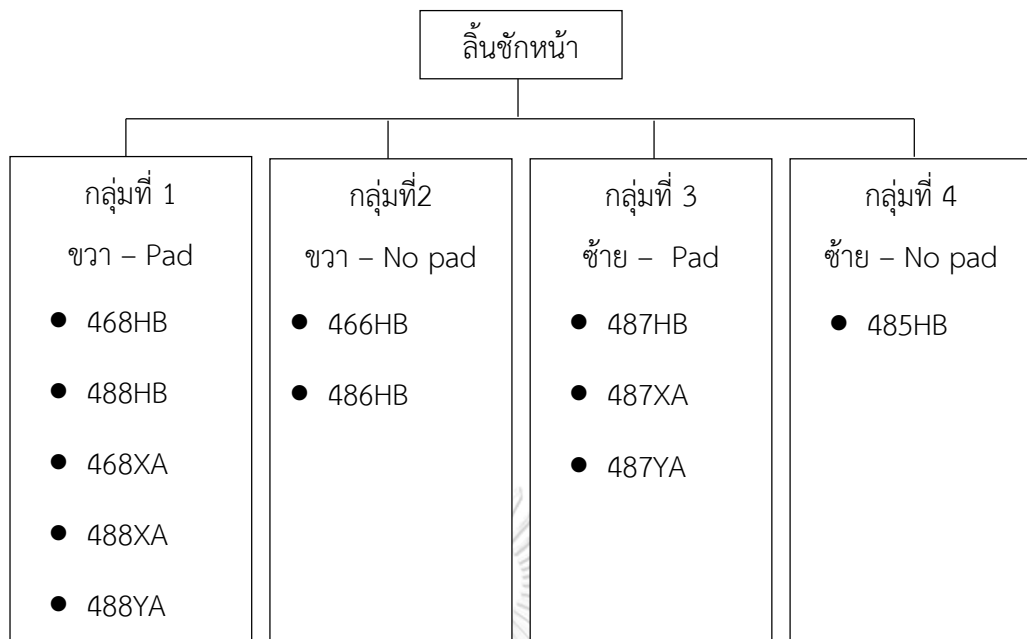 ลิ้นชักหน้า
กลุ่มที่ 1
ขวา – Pad
● 468HB
● 488HB
● 468XA
● 488XA
● 488YA
กลุ่มที่2
ขวา – No pad
● 466HB
● 486HB
กลุ่มที่ 3
ซ้าย – Pad
● 487HB
● 487XA
● 487YA
กลุ่มที่ 4
ซ้าย – No pad
● 485HB